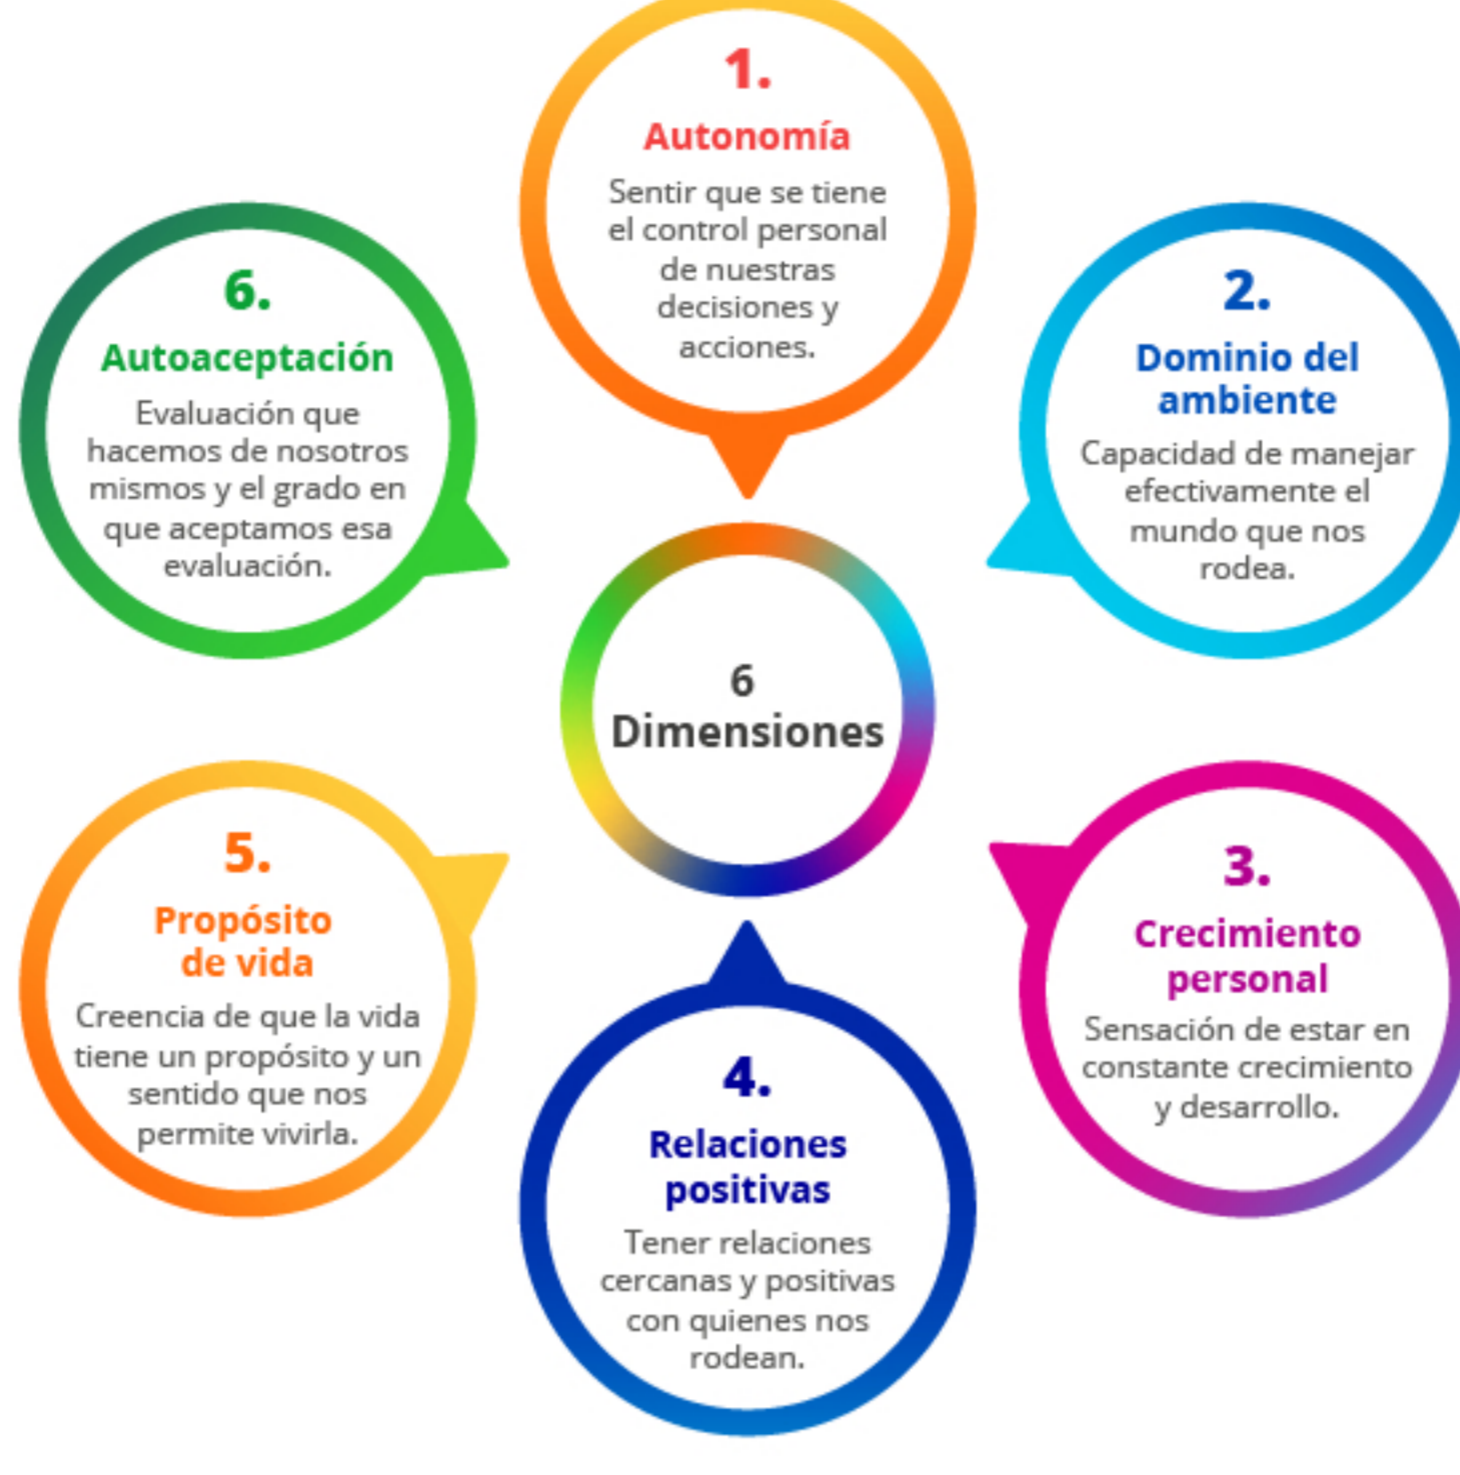 1.
Autonomía
Sentir que se tiene
el control personal
de nuestras
decisiones y
acciones.
2.
Dominio del
ambiente
Capacidad de manejar
efectivamente el
mundo que nos
rodea.
3.
Crecimiento
personal
Sensación de estar en
constante crecimiento
y desarrollo.
4.
Relaciones
positivas
Tener relaciones
cercanas y positivas
con quienes nos
rodean.
5.
Propósito
de vida
Creencia de que la vida
tiene un propósito y un
sentido que nos
permite vivirla.
6.
Autoaceptación
Evaluación que
hacemos de nosotros
mismos y el grado en
que aceptamos esa
evaluación.
6
Dimensiones